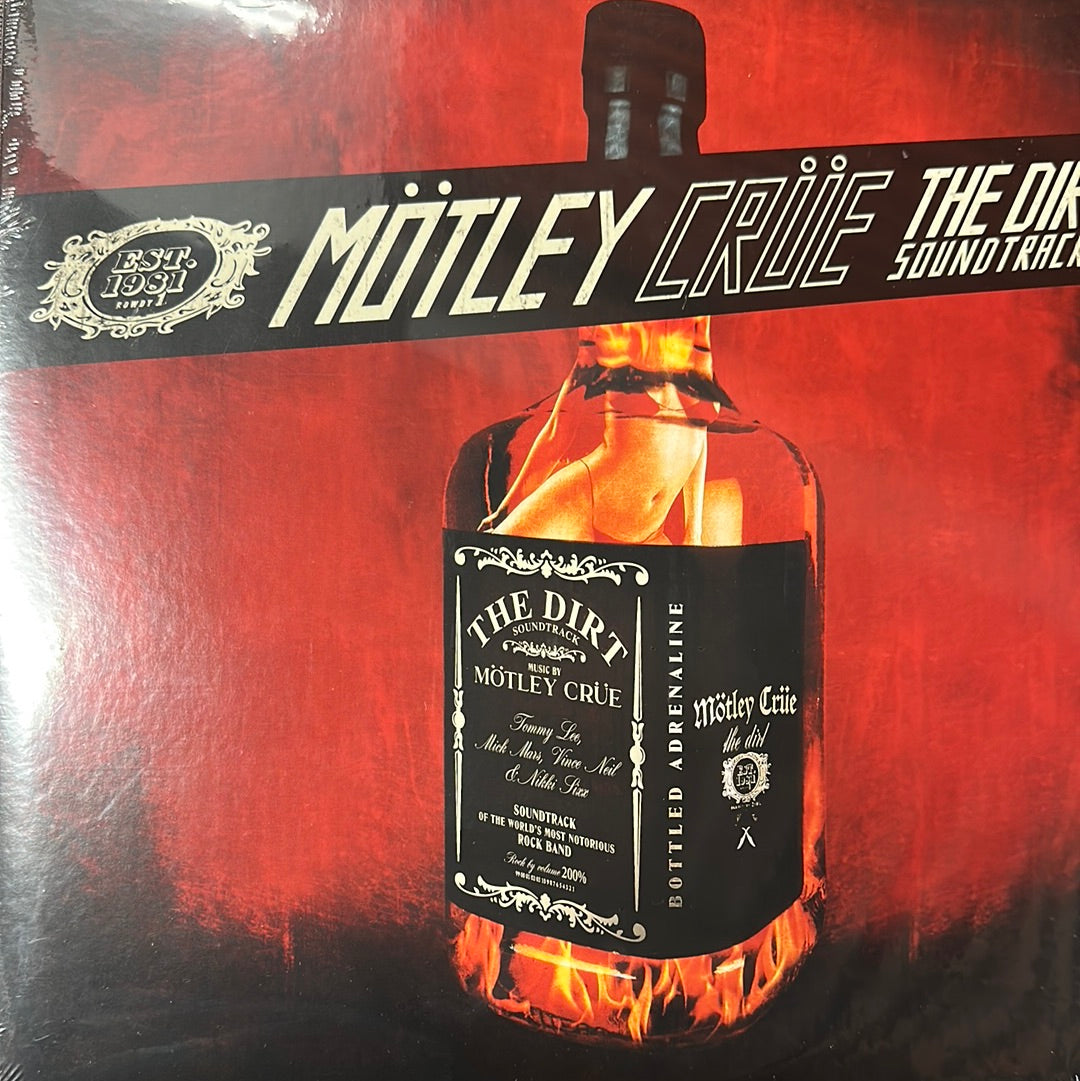 EST.
1981
ROWDY 1
MÖTLEY CRÜE
THE DIR
SOUNDTRACK
THE DIRT
SOUNDTRACK
MUSIC BY
MÖTLEY CRÜE
Tommy Lee,
Mick Mars, Vince Neil
& Nikki Sixx
SOUNDTRACK
OF THE WORLD'S MOST NOTORIOUS
ROCK BAND
Rock by volume 200%
BOTTLED ADRENALINE
Mötley Crüe
the dirt